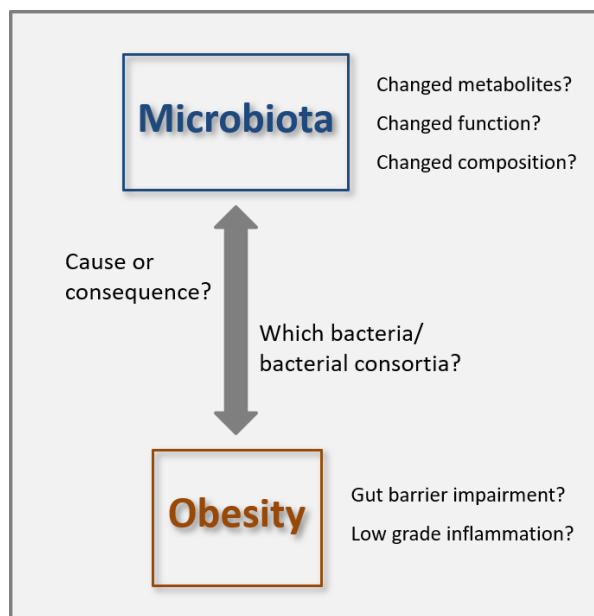 Microbiota
Changed metabolites?
Changed function?
Changed composition?
Cause or
consequence?
Which bacteria/
bacterial consortia?
Obesity
Gut barrier impairment?
Low grade inflammation?